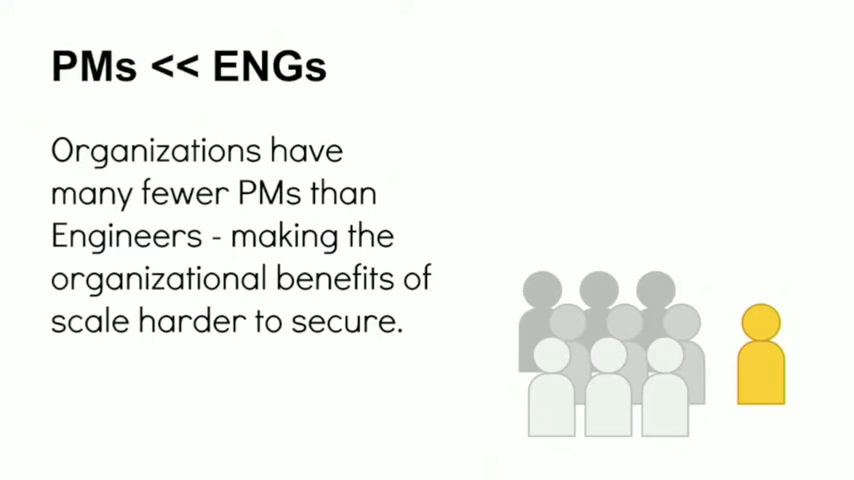 PMs << ENGs
Organizations have
many fewer PMs than
Engineers - making the
organizational benefits of
scale harder to secure.